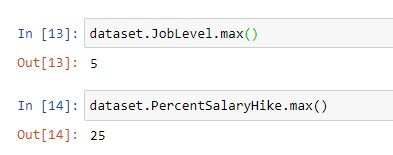 In [13]: dataset.JobLevel.max()
Out[13]: 5
In [14]: dataset.PercentSalaryHike.max()
Out[14]: 25